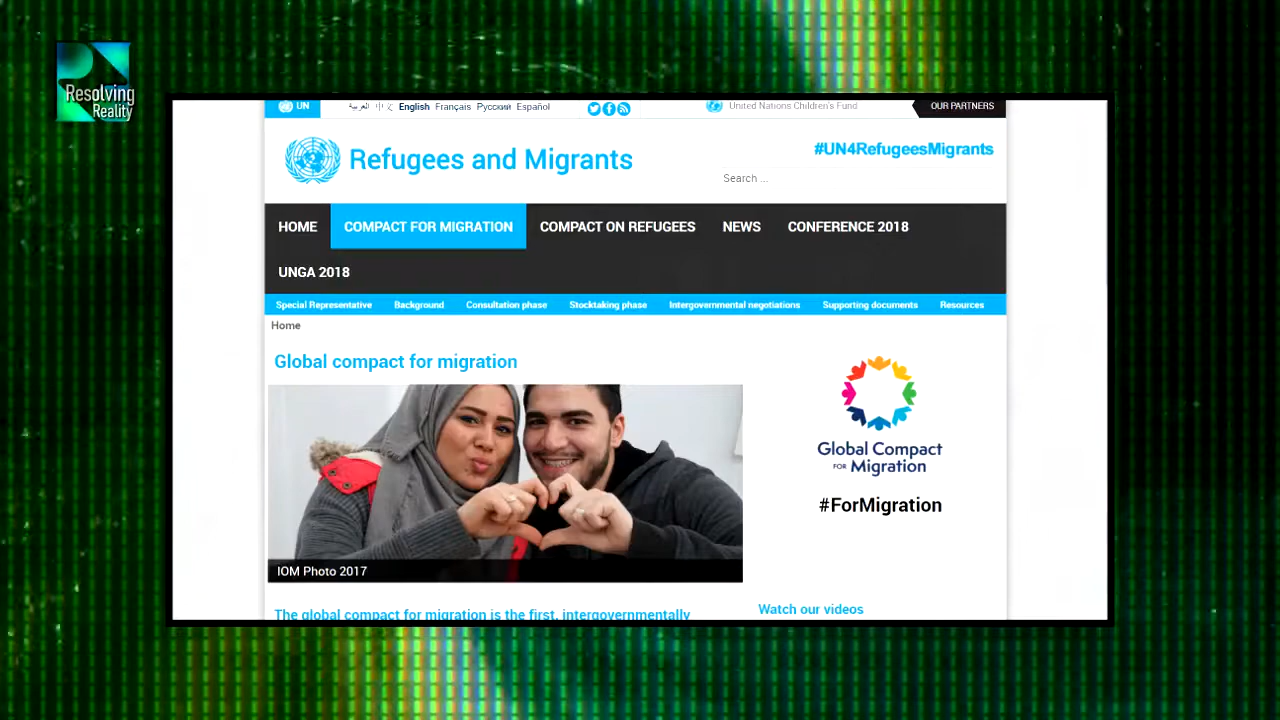 Resolving
Reality
UN
العربية 中文 English Français Русский Español
United Nations Children's Fund
OUR PARTNERS
Refugees and Migrants
#UN4RefugeesMigrants
Search ...
HOME COMPACT FOR MIGRATION COMPACT ON REFUGEES NEWS CONFERENCE 2018
UNGA 2018
Special Representative Background Consultation phase Stocktaking phase Intergovernmental negotiations Supporting documents Resources
Home
Global compact for migration
IOM Photo 2017
Global Compact
FOR Migration
#ForMigration
The global compact for migration is the first, intergovernmentally
Watch our videos